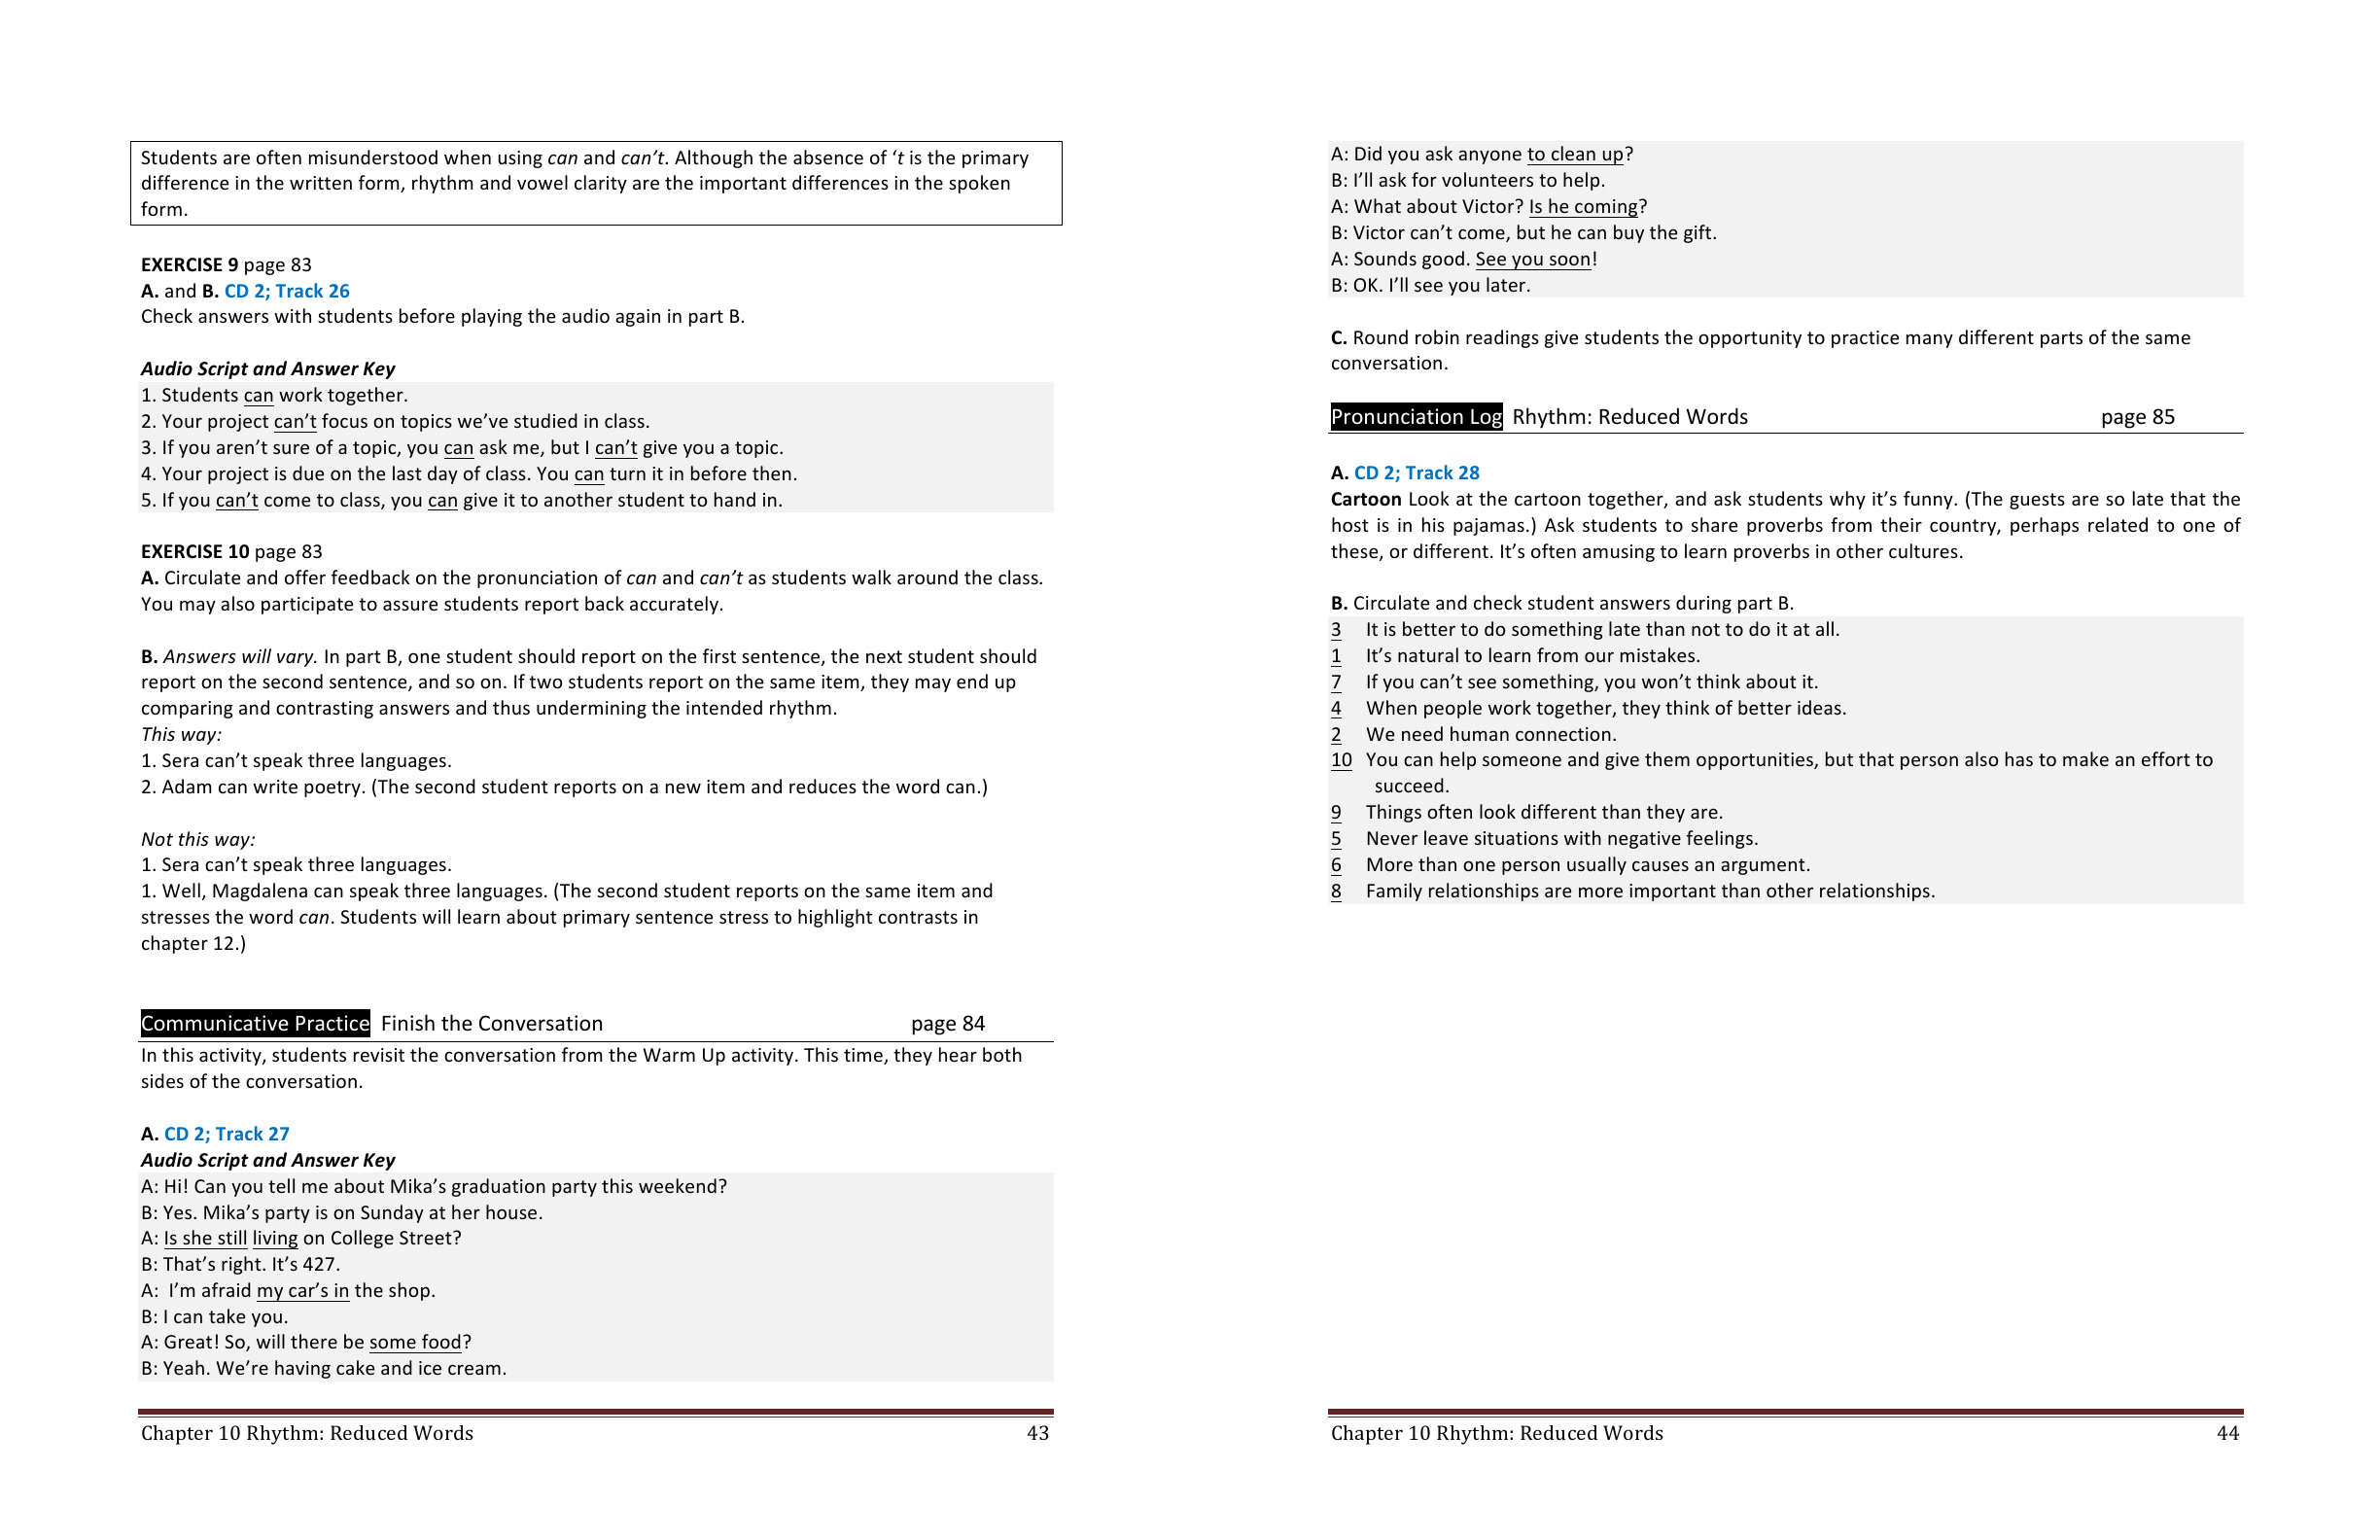 Students are often misunderstood when using can and can’t. Although the absence of ‘t is the primary
difference in the written form, rhythm and vowel clarity are the important differences in the spoken
form.
EXERCISE 9 page 83
A. and B. CD 2; Track 26
Check answers with students before playing the audio again in part B.
Audio Script and Answer Key
1. Students can work together.
2. Your project can’t focus on topics we’ve studied in class.
3. If you aren’t sure of a topic, you can ask me, but I can’t give you a topic.
4. Your project is due on the last day of class. You can turn it in before then.
5. If you can’t come to class, you can give it to another student to hand in.
EXERCISE 10 page 83
A. Circulate and offer feedback on the pronunciation of can and can’t as students walk around the class.
You may also participate to assure students report back accurately.
B. Answers will vary. In part B, one student should report on the first sentence, the next student should
report on the second sentence, and so on. If two students report on the same item, they may end up
comparing and contrasting answers and thus undermining the intended rhythm.
This way:
1. Sera can’t speak three languages.
2. Adam can write poetry. (The second student reports on a new item and reduces the word can.)
Not this way:
1. Sera can’t speak three languages.
1. Well, Magdalena can speak three languages. (The second student reports on the same item and
stresses the word can. Students will learn about primary sentence stress to highlight contrasts in
chapter 12.)
Communicative Practice Finish the Conversation page 84
In this activity, students revisit the conversation from the Warm Up activity. This time, they hear both
sides of the conversation.
A. CD 2; Track 27
Audio Script and Answer Key
A: Hi! Can you tell me about Mika’s graduation party this weekend?
B: Yes. Mika’s party is on Sunday at her house.
A: Is she still living on College Street?
B: That’s right. It’s 427.
A: I’m afraid my car’s in the shop.
B: I can take you.
A: Great! So, will there be some food?
B: Yeah. We’re having cake and ice cream.
Chapter 10 Rhythm: Reduced Words 43
A: Did you ask anyone to clean up?
B: I’ll ask for volunteers to help.
A: What about Victor? Is he coming?
B: Victor can’t come, but he can buy the gift.
A: Sounds good. See you soon!
B: OK. I’ll see you later.
C. Round robin readings give students the opportunity to practice many different parts of the same
conversation.
Pronunciation Log Rhythm: Reduced Words page 85
A. CD 2; Track 28
Cartoon Look at the cartoon together, and ask students why it’s funny. (The guests are so late that the
host is in his pajamas.) Ask students to share proverbs from their country, perhaps related to one of
these, or different. It’s often amusing to learn proverbs in other cultures.
B. Circulate and check student answers during part B.
3 It is better to do something late than not to do it at all.
1 It’s natural to learn from our mistakes.
7 If you can’t see something, you won’t think about it.
4 When people work together, they think of better ideas.
2 We need human connection.
10 You can help someone and give them opportunities, but that person also has to make an effort to
succeed.
9 Things often look different than they are.
5 Never leave situations with negative feelings.
6 More than one person usually causes an argument.
8 Family relationships are more important than other relationships.
Chapter 10 Rhythm: Reduced Words 44